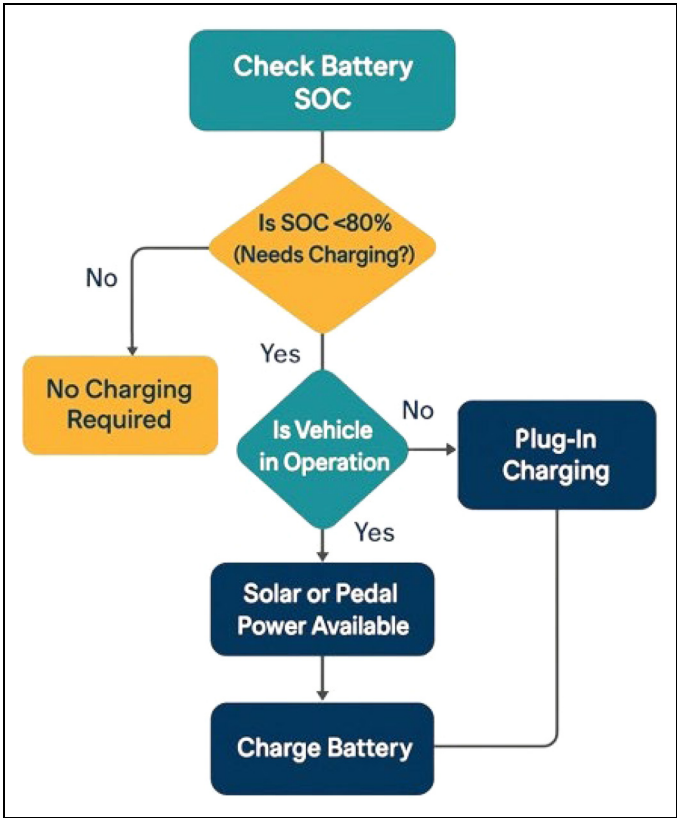 Check Battery
SOC
Is SOC <80%
(Needs Charging?)
No
No Charging
Required
Yes
Is Vehicle
in Operation
No
Plug-In
Charging
Yes
Solar or Pedal
Power Available
Charge Battery